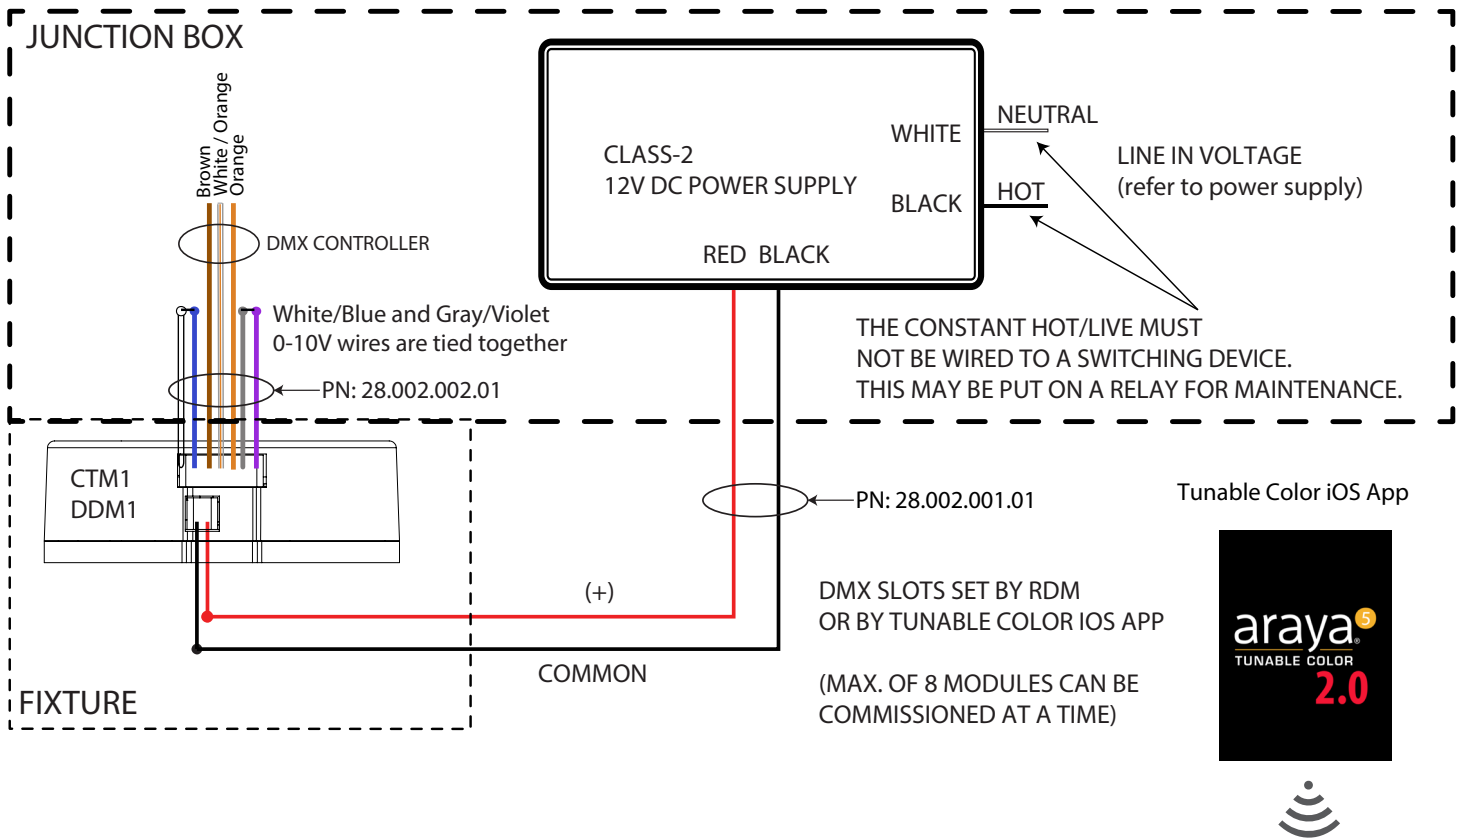 JUNCTION BOX
Brown
White / Orange
Orange
DMX CONTROLLER
White/Blue and Gray/Violet
0-10V wires are tied together
PN: 28.002.002.01
CLASS-2
12V DC POWER SUPPLY
WHITE
BLACK
RED BLACK
NEUTRAL
HOT
LINE IN VOLTAGE
(refer to power supply)
THE CONSTANT HOT/LIVE MUST
NOT BE WIRED TO A SWITCHING DEVICE.
THIS MAY BE PUT ON A RELAY FOR MAINTENANCE.
CTM1
DDM1
FIXTURE
(+)
COMMON
PN: 28.002.001.01
DMX SLOTS SET BY RDM
OR BY TUNABLE COLOR IOS APP
(MAX. OF 8 MODULES CAN BE
COMMISSIONED AT A TIME)
Tunable Color iOS App
araya®5
TUNABLE COLOR
2.0